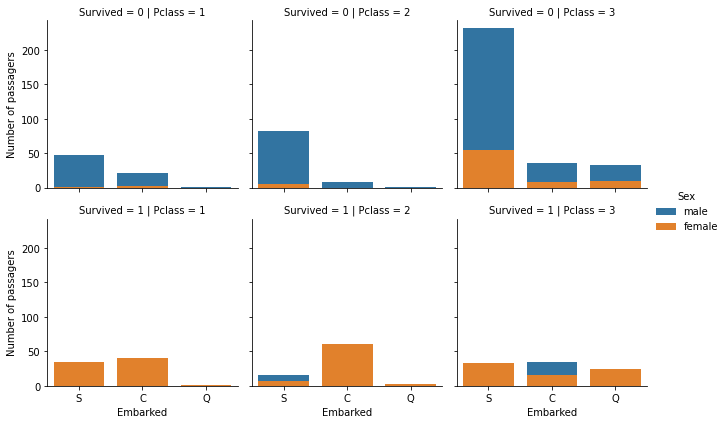 Survived = 0 | Pclass = 1
Survived = 0 | Pclass = 2
Survived = 0 | Pclass = 3
Number of passagers
200
150
100
50
0
Sex
male
female
Survived = 1 | Pclass = 1
Survived = 1 | Pclass = 2
Survived = 1 | Pclass = 3
Number of passagers
200
150
100
50
0
S C Q
S C Q
S C Q
Embarked
Embarked
Embarked